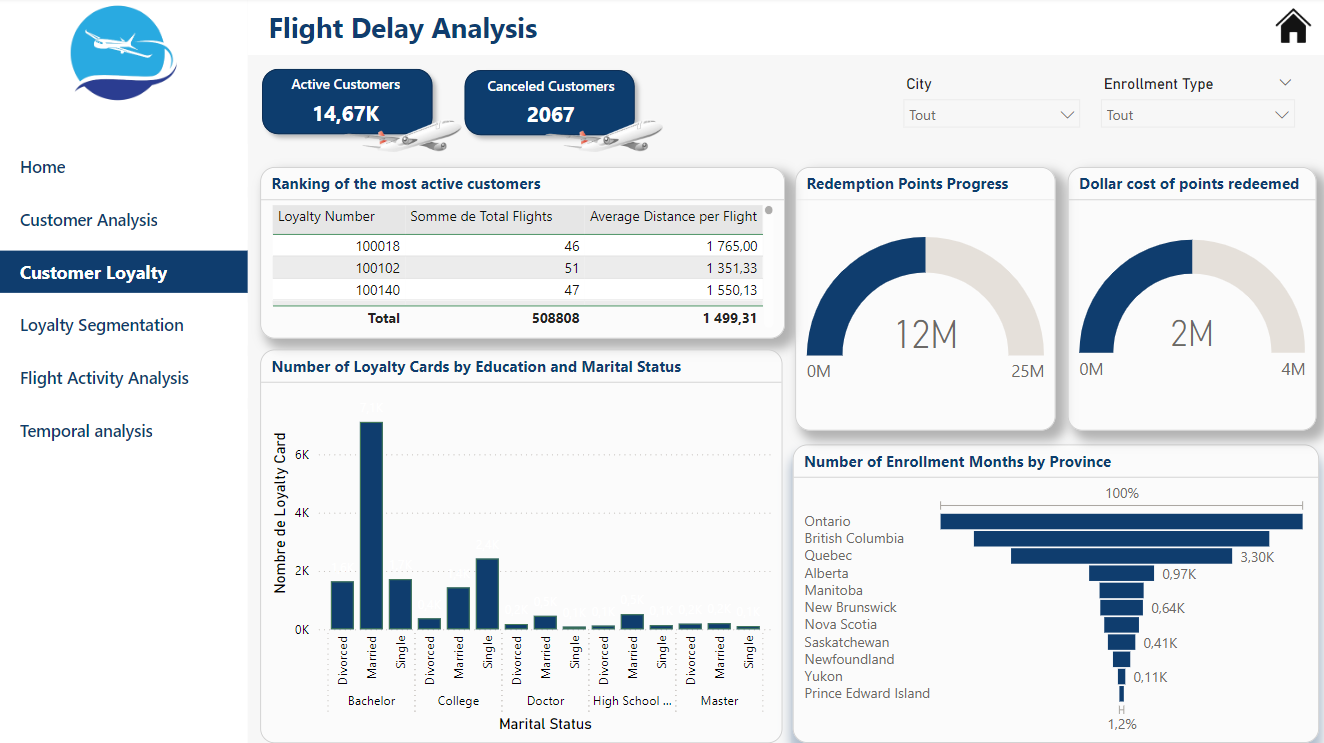 Flight Delay Analysis
Active Customers
14,67K
Canceled Customers
2067
City
Tout
Enrollment Type
Tout
Home
Customer Analysis
Customer Loyalty
Loyalty Segmentation
Flight Activity Analysis
Temporal analysis
Ranking of the most active customers
Loyalty Number Somme de Total Flights Average Distance per Flight
100018 46 1 765,00
100102 51 1 351,33
100140 47 1 550,13
Total 508808 1 499,31
Redemption Points Progress
12M
0M 25M
Dollar cost of points redeemed
2M
0M 4M
Number of Loyalty Cards by Education and Marital Status
Nombre de Loyalty Card
6K
4K
2K
0K
Divorced Married Single Divorced Married Single Divorced Married Single Divorced Married Single Divorced Married Single
Bachelor College Doctor High School ... Master
Marital Status
Number of Enrollment Months by Province
100%
Ontario
British Columbia
Quebec 3,30K
Alberta 0,97K
Manitoba
New Brunswick 0,64K
Nova Scotia
Saskatchewan 0,41K
Newfoundland
Yukon 0,11K
Prince Edward Island
1,2%